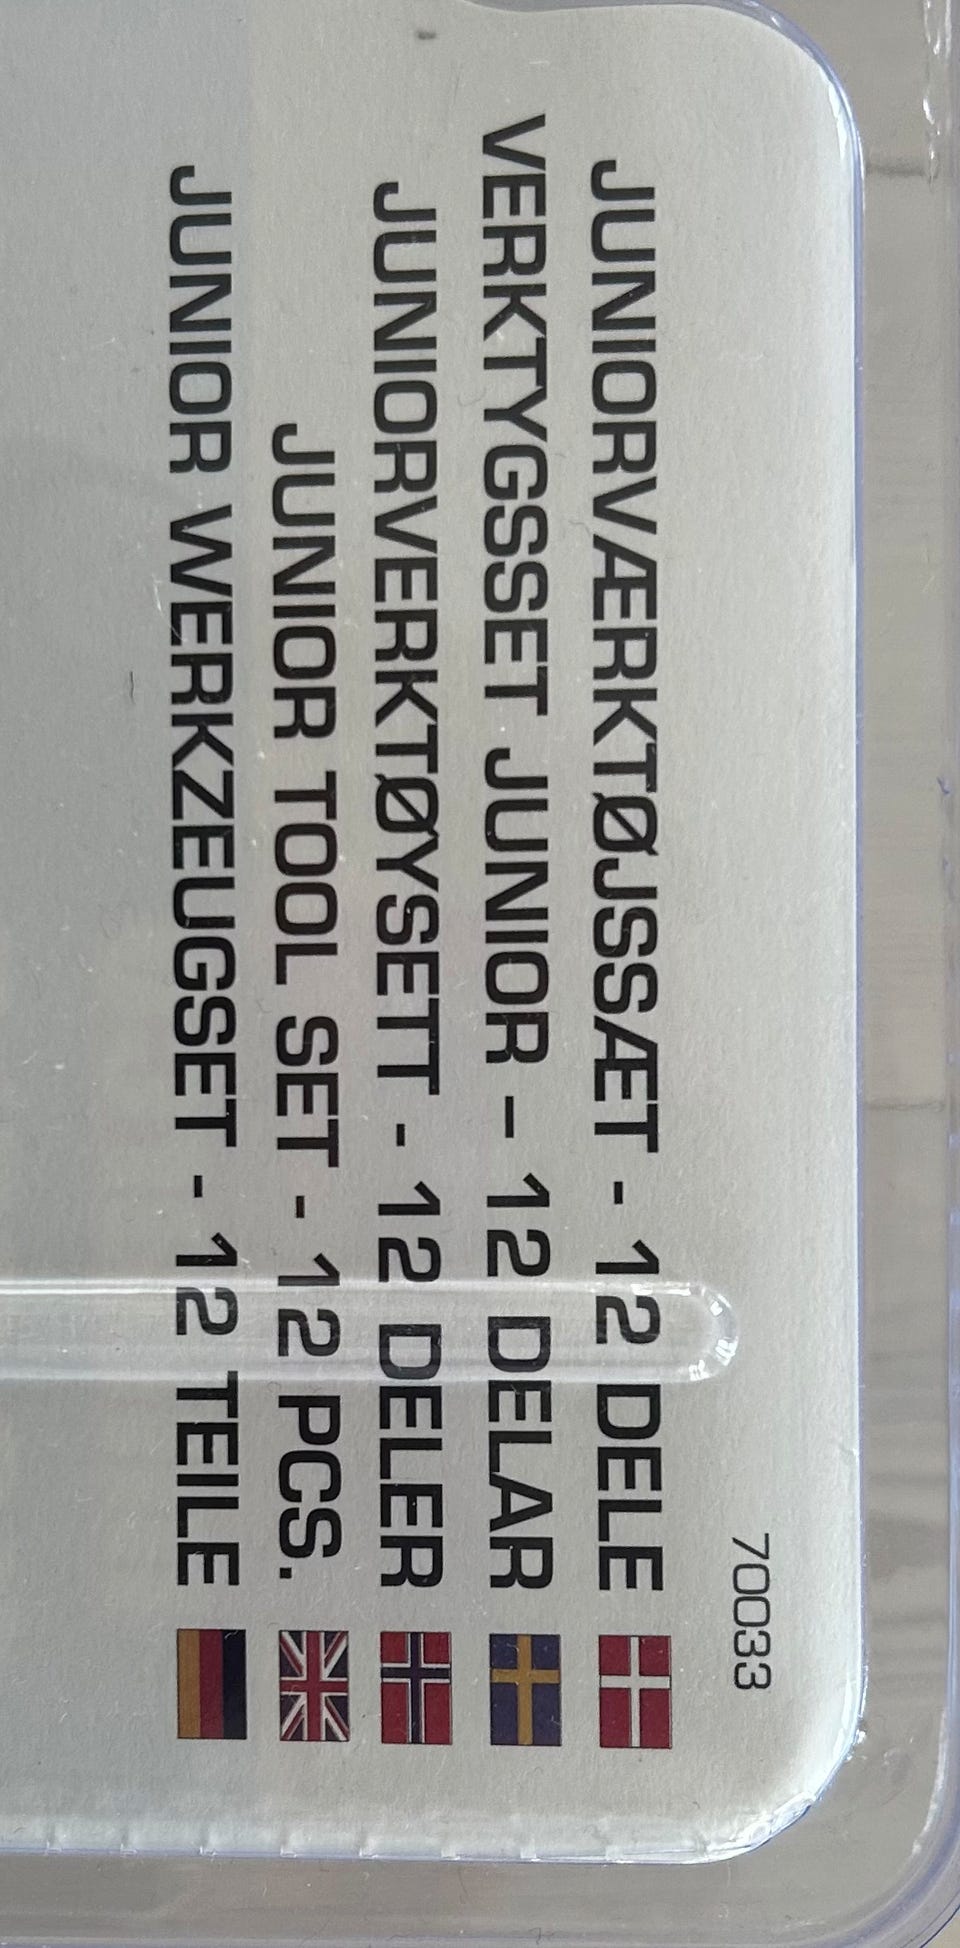 70033
JUNIORVÆRKTØJSSÆT - 12 DELE
VERKTYGSSET JUNIOR – 12 DELAR
JUNIORVERKTØYSETT - 12 DELER
JUNIOR TOOL SET - 12 PCS.
JUNIOR WERKZEUGSET - 12 TEILE